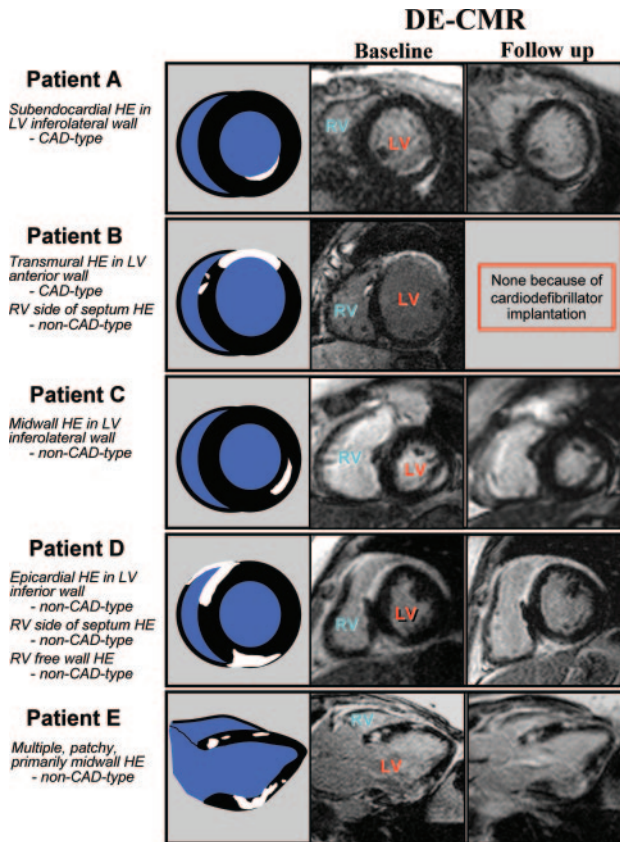 DE-CMR
Baseline Follow up
Patient A
Subendocardial HE in
LV inferolateral wall
- CAD-type
RV
LV
Patient B
Transmural HE in LV
anterior wall
- CAD-type
RV side of septum HE
- non-CAD-type
RV
LV
None because of
cardiodefibrillator
implantation
Patient C
Midwall HE in LV
inferolateral wall
- non-CAD-type
RV
LV
Patient D
Epicardial HE in LV
inferior wall
- non-CAD-type
RV side of septum HE
- non-CAD-type
RV free wall HE
- non-CAD-type
RV
LV
Patient E
Multiple, patchy,
primarily midwall HE
- non-CAD-type
RV
LV